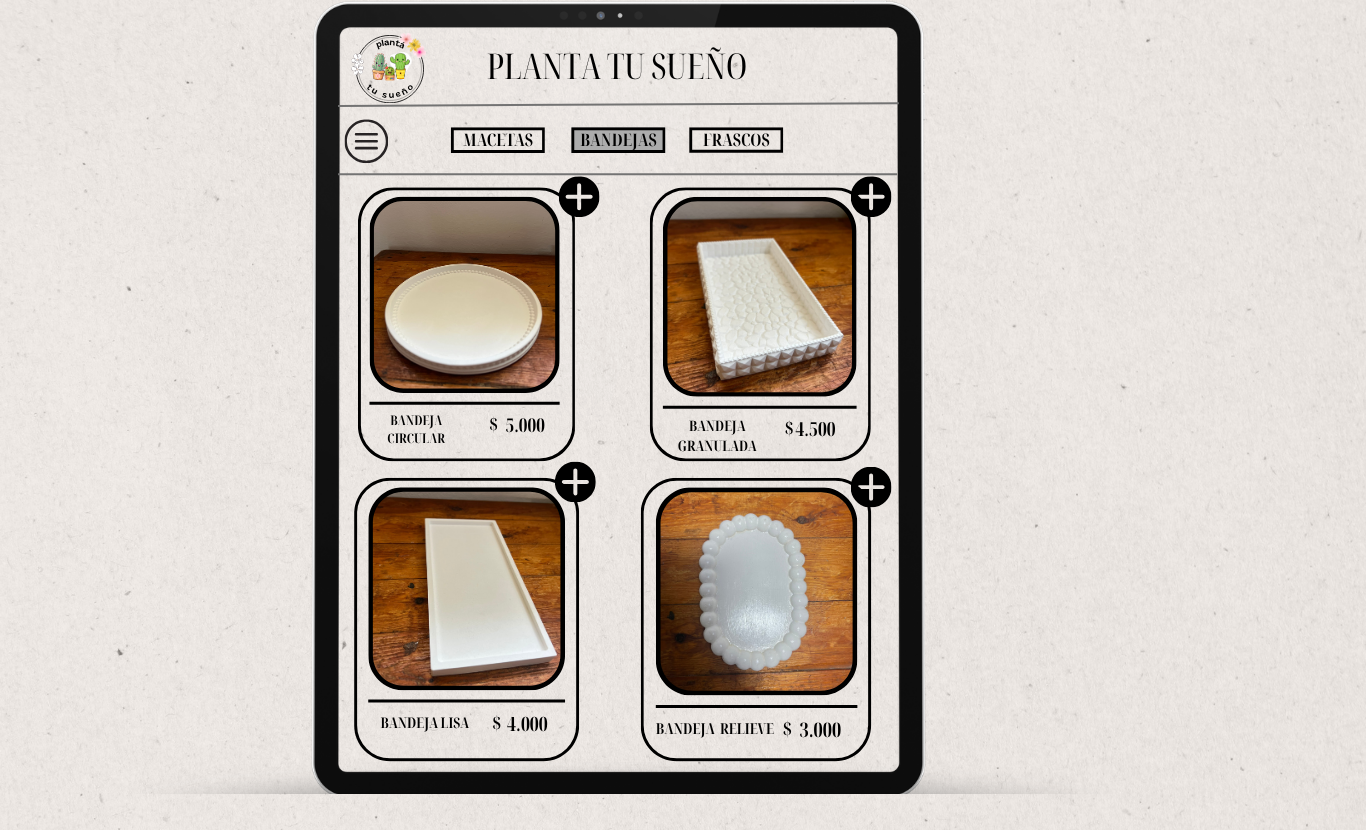 plantá
tu sueño
PLANTA TU SUEÑO
MACETAS
BANDEJAS
FRASCOS
BANDEJA
CIRCULAR
$ 5.000
BANDEJA
GRANULADA
$4.500
BANDEJA LISA
$ 4.000
BANDEJA RELIEVE
$ 3.000